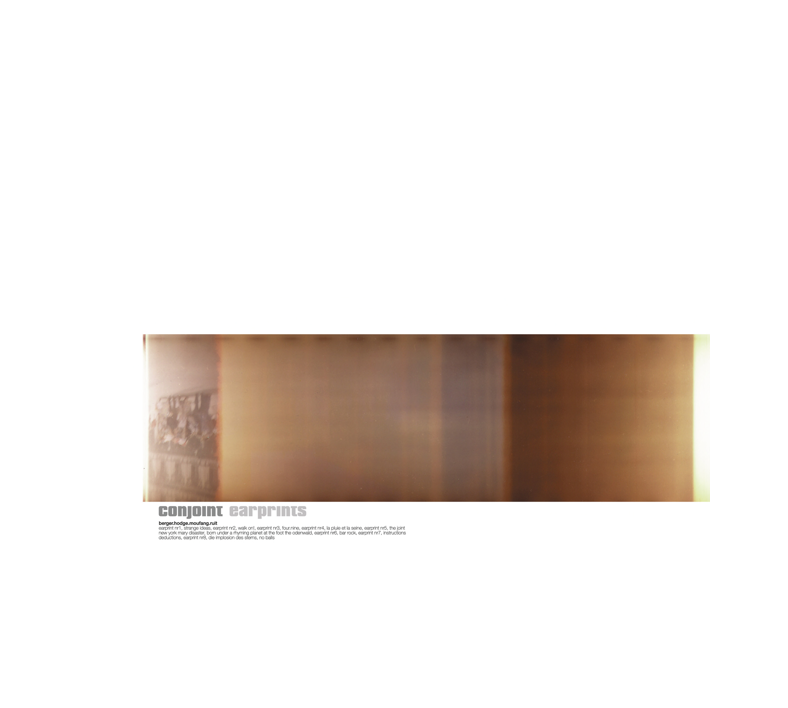 conjoint earprints
berger.hodge.moufang.ruit
earprint nr1, strange ideas, earprint nr2, walk on!, earprint nr3, four nine, earprint nr4, la pluie et la seine, earprint nr5, the joint
new york mary disaster, born under a rhyming planet at the foot the odenwald, earprint nr6, bar rock, earprint nr7, instructions
deductions, earprint nr8, die implosion des sterns, no balls